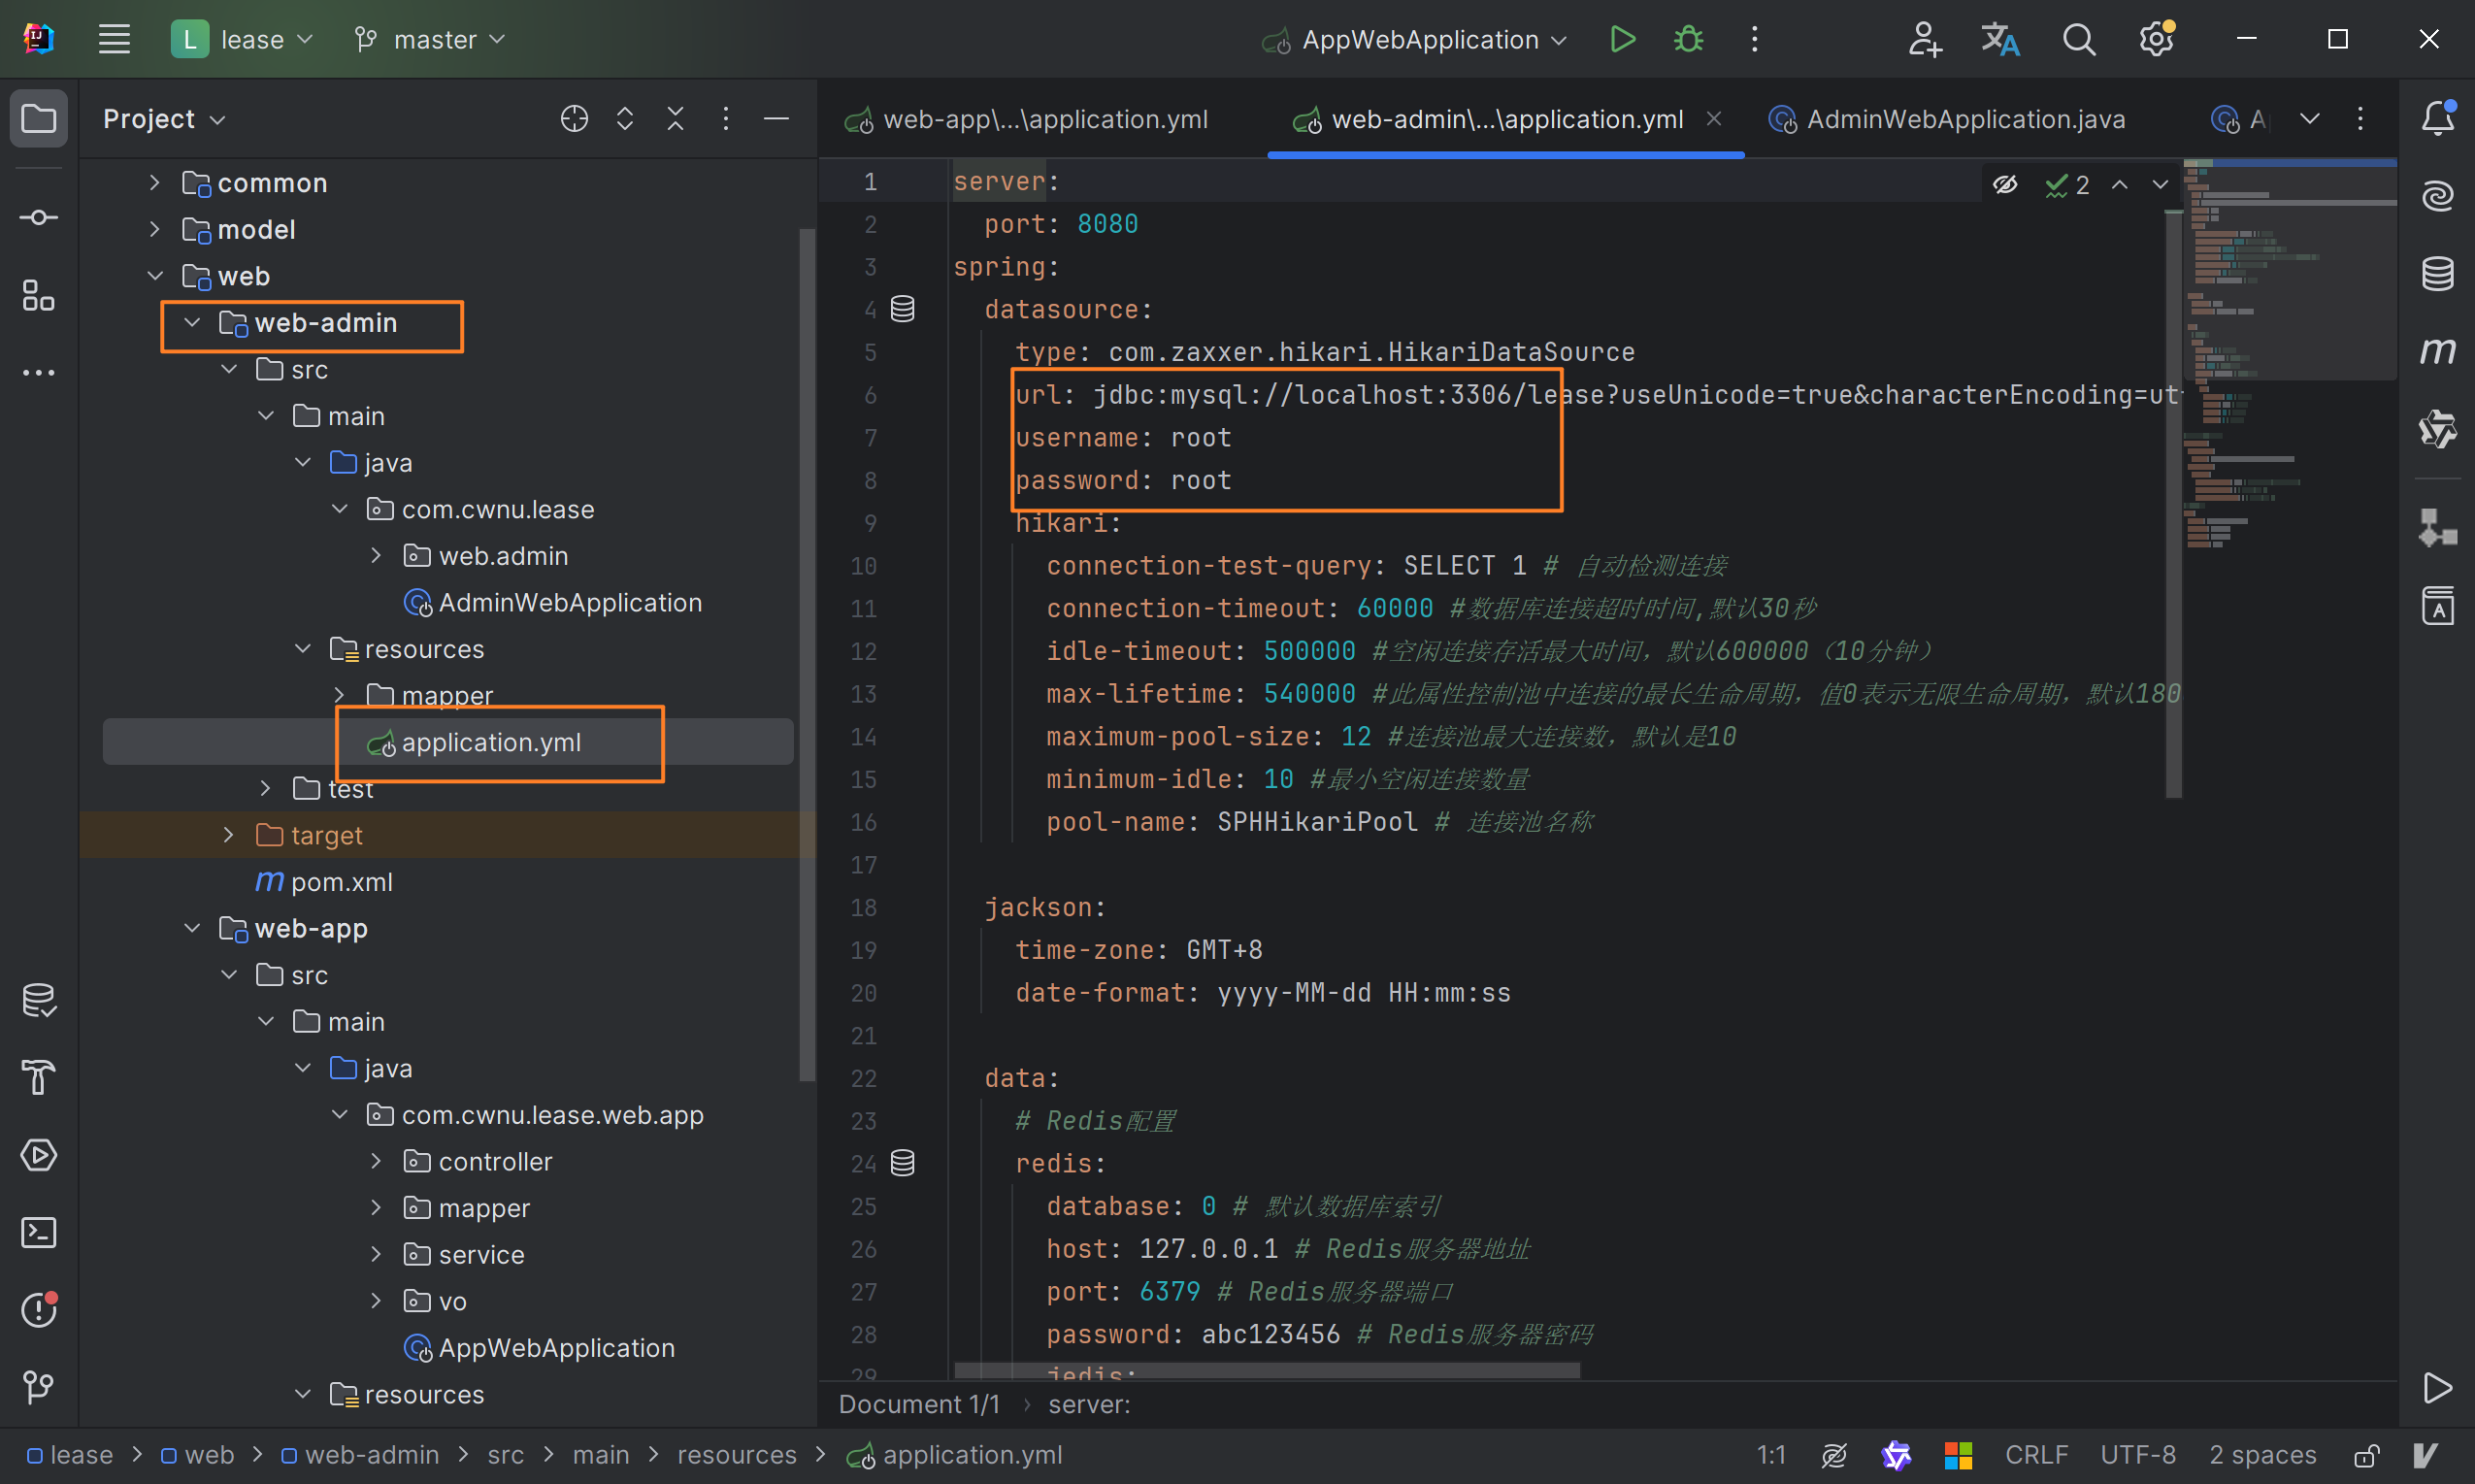 L lease master AppWebApplication
Project
common
model
web
web-admin
src
main
java
com.cwnu.lease
web.admin
AdminWebApplication
resources
mapper
application.yml
test
target
pom.xml
web-app
src
main
java
com.cwnu.lease.web.app
controller
mapper
service
vo
AppWebApplication
resources
web-app\...\application.yml web-admin\...\application.yml AdminWebApplication.java
2
1 server:
2 port: 8080
3 spring:
4 datasource:
5 type: com.zaxxer.hikari.HikariDataSource
6 url: jdbc:mysql://localhost:3306/lease?useUnicode=true&characterEncoding=ut
7 username: root
8 password: root
9 hikari:
10 connection-test-query: SELECT 1 # 自动检测连接
11 connection-timeout: 60000 #数据库连接超时时间,默认30秒
12 idle-timeout: 500000 #空闲连接存活最大时间，默认600000（10分钟）
13 max-lifetime: 540000 #此属性控制池中连接的最长生命周期，值0表示无限生命周期，默认180
14 maximum-pool-size: 12 #连接池最大连接数，默认是10
15 minimum-idle: 10 #最小空闲连接数量
16 pool-name: SPHHikariPool # 连接池名称
17
18 jackson:
19 time-zone: GMT+8
20 date-format: yyyy-MM-dd HH:mm:ss
21
22 data:
23 # Redis配置
24 redis:
25 database: 0 # 默认数据库索引
26 host: 127.0.0.1 # Redis服务器地址
27 port: 6379 # Redis服务器端口
28 password: abc123456 # Redis服务器密码
29 jedis:
Document 1/1 › server:
lease > web > web-admin > src > main > resources > application.yml 1:1 CRLF UTF-8 2 spaces